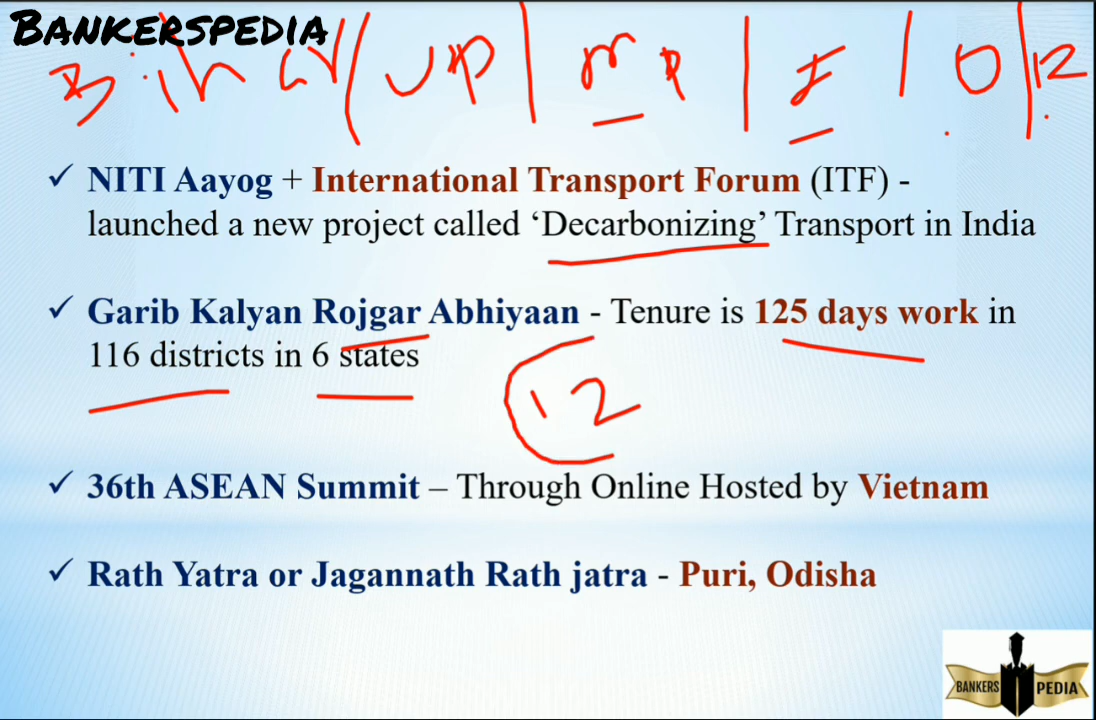 BANKERSPEDIA
Bihar / UP | MP | J | O | R
✓ NITI Aayog + International Transport Forum (ITF) -
launched a new project called ‘Decarbonizing’ Transport in India
✓ Garib Kalyan Rojgar Abhiyaan - Tenure is 125 days work in
116 districts in 6 states
12
✓ 36th ASEAN Summit – Through Online Hosted by Vietnam
✓ Rath Yatra or Jagannath Rath jatra - Puri, Odisha
BANKERS PEDIA